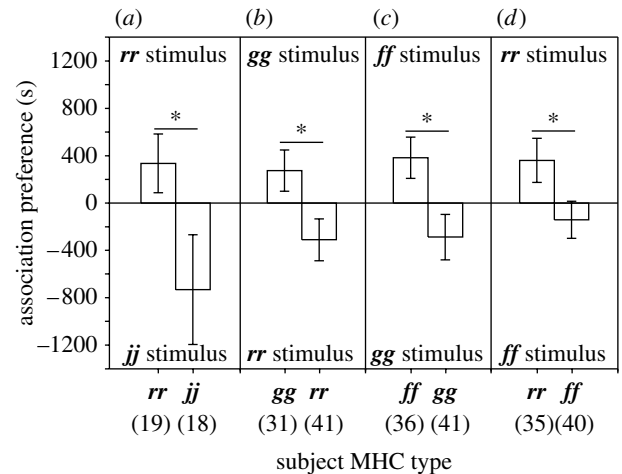 (a) (b) (c) (d)
rr stimulus gg stimulus ff stimulus rr stimulus
association preference (s)
1200
800
400
0
−400
−800
−1200
* * * *
jj stimulus rr stimulus gg stimulus ff stimulus
rr jj gg rr ff gg rr ff
(19) (18) (31) (41) (36) (41) (35)(40)
subject MHC type